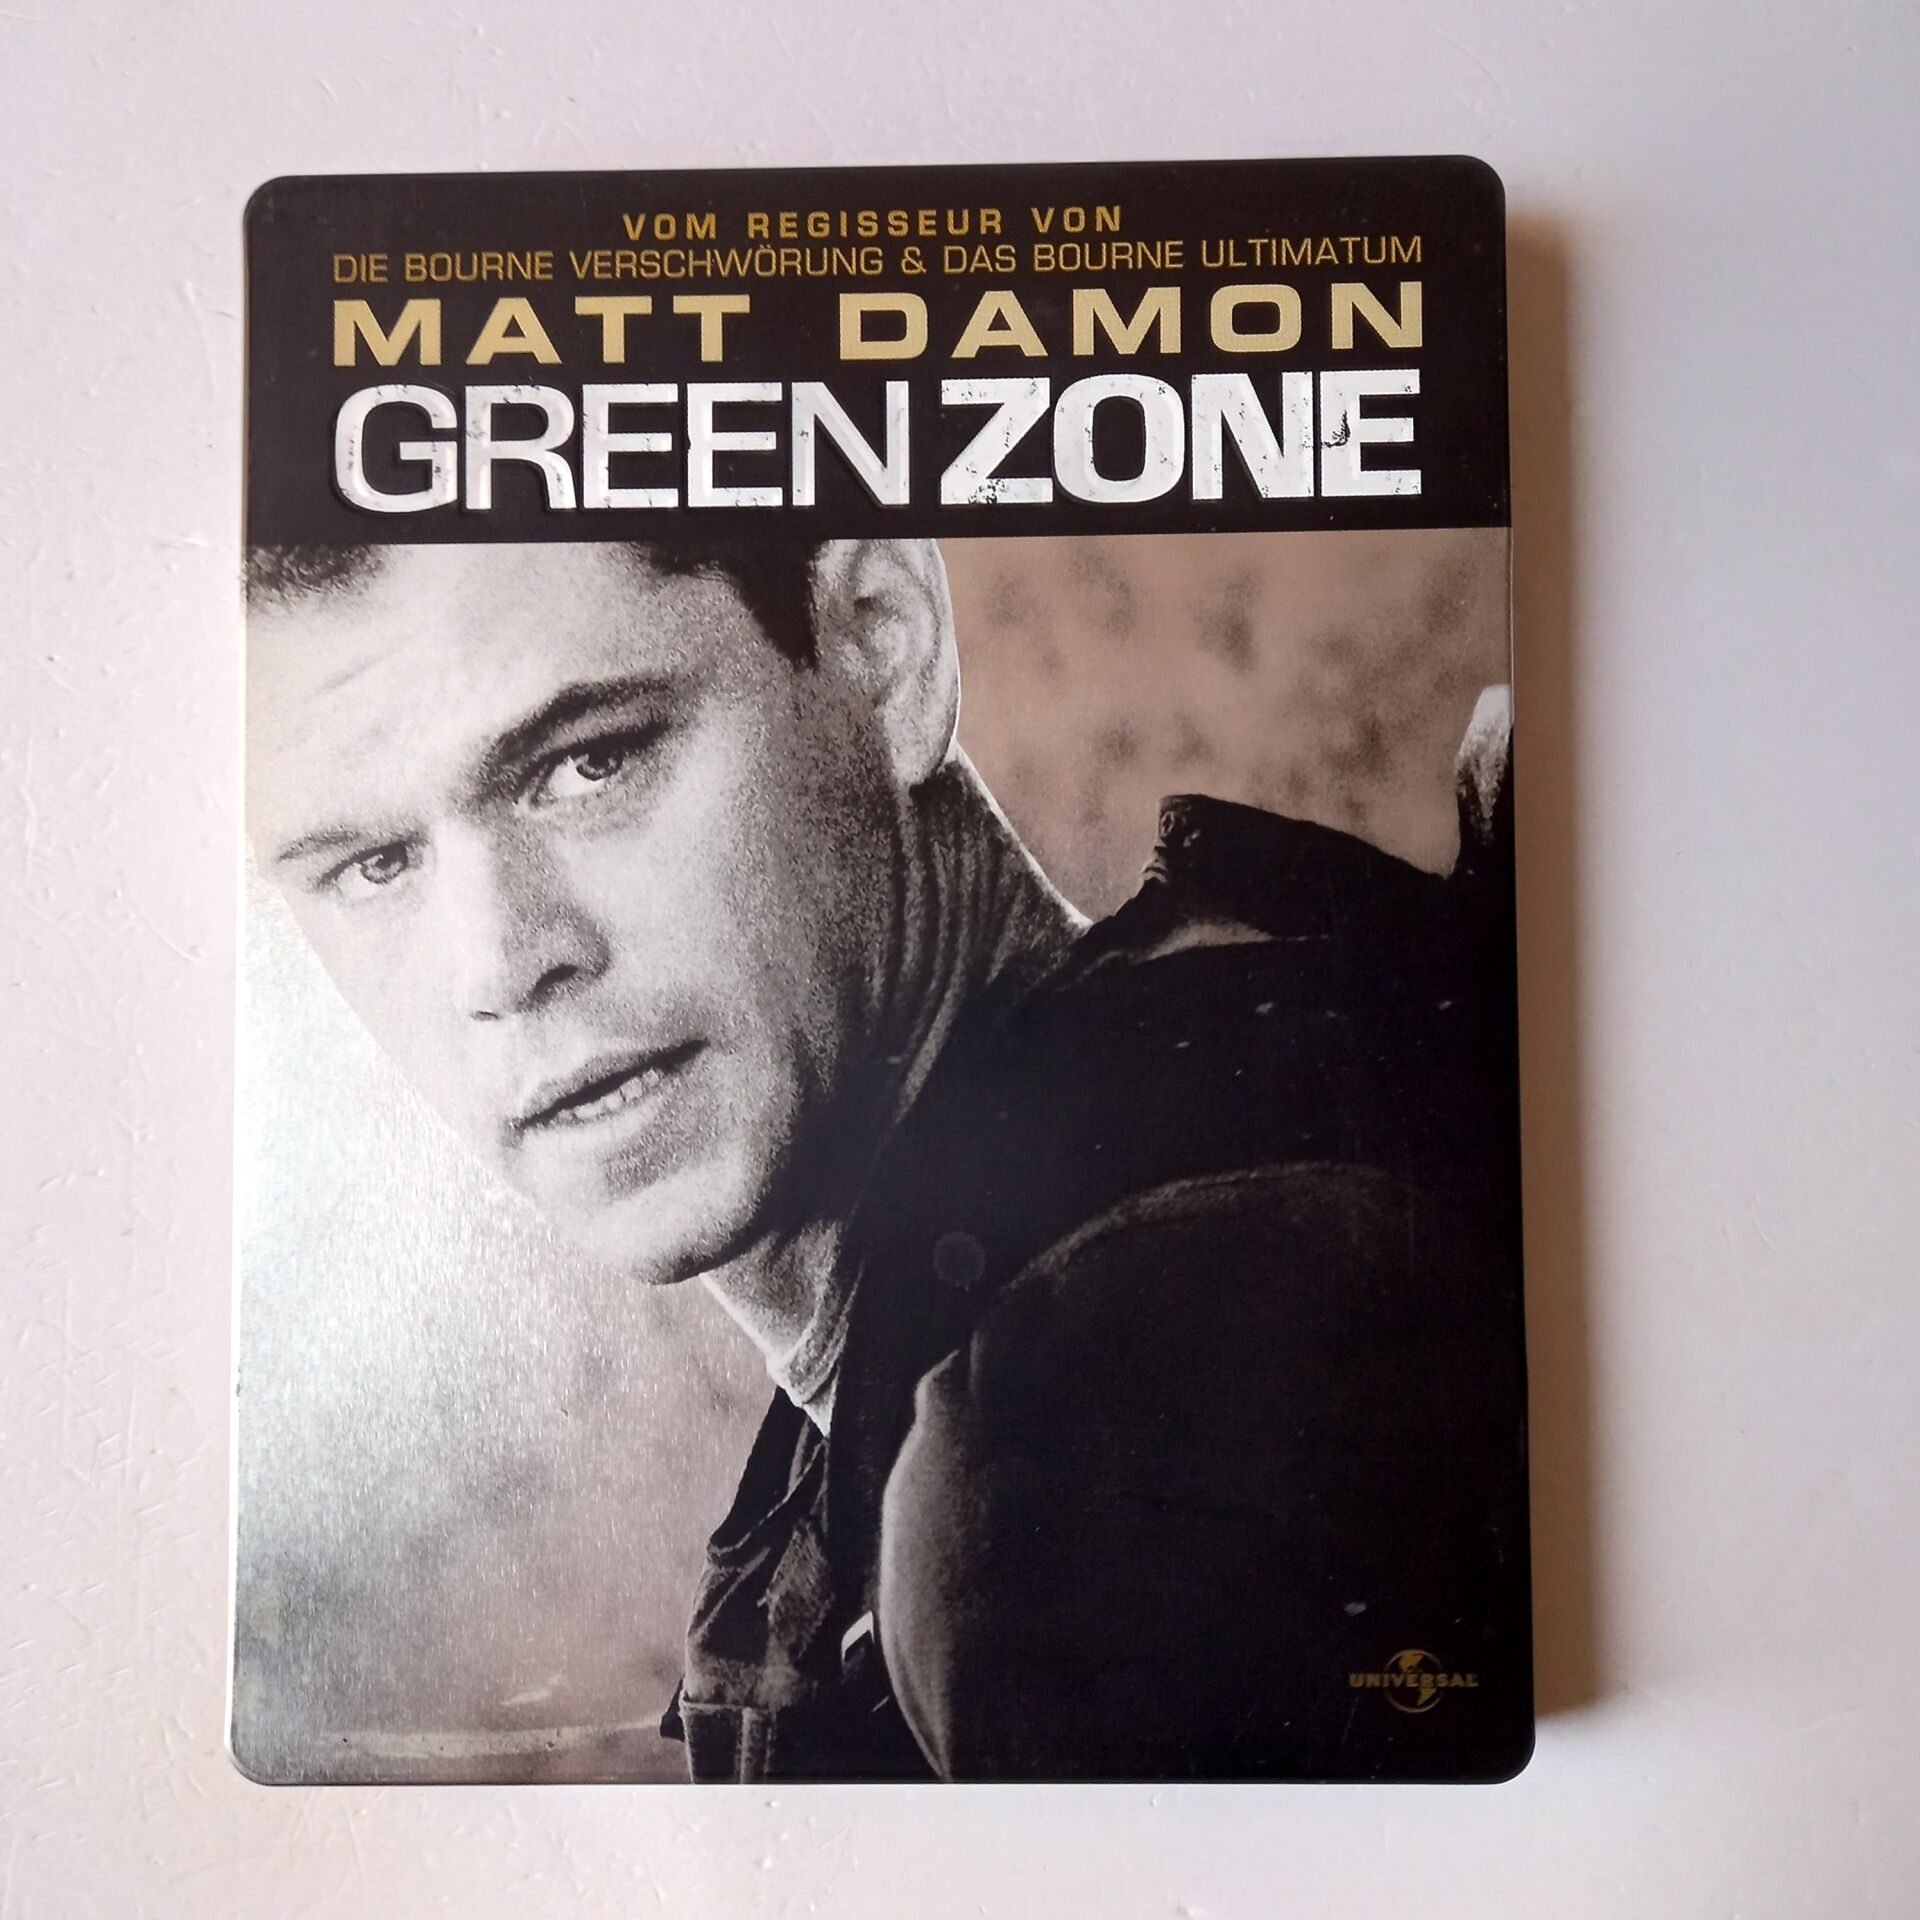 VOM REGISSEUR VON
DIE BOURNE VERSCHWÖRUNG & DAS BOURNE ULTIMATUM
MATT DAMON
GREEN ZONE
UNIVERSAL